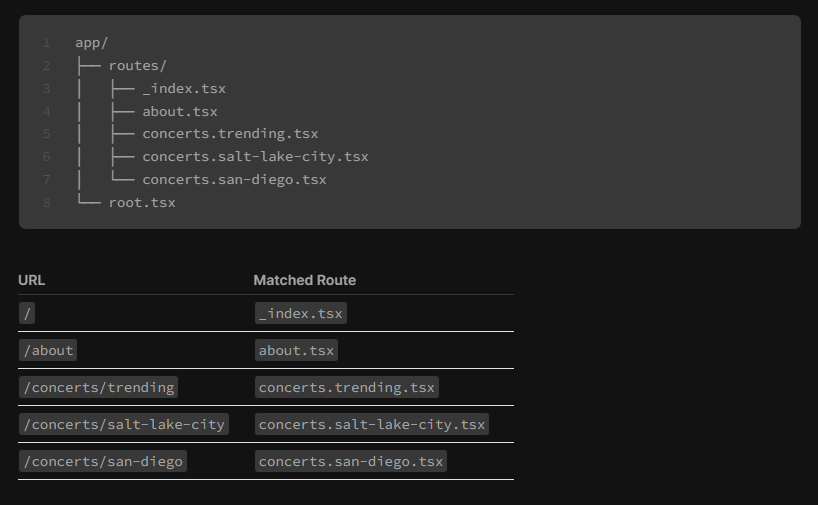 1 app/
2 ├── routes/
3 │   ├── _index.tsx
4 │   ├── about.tsx
5 │   ├── concerts.trending.tsx
6 │   ├── concerts.salt-lake-city.tsx
7 │   └── concerts.san-diego.tsx
8 └── root.tsx
URL Matched Route
/ _index.tsx
/about about.tsx
/concerts/trending concerts.trending.tsx
/concerts/salt-lake-city concerts.salt-lake-city.tsx
/concerts/san-diego concerts.san-diego.tsx